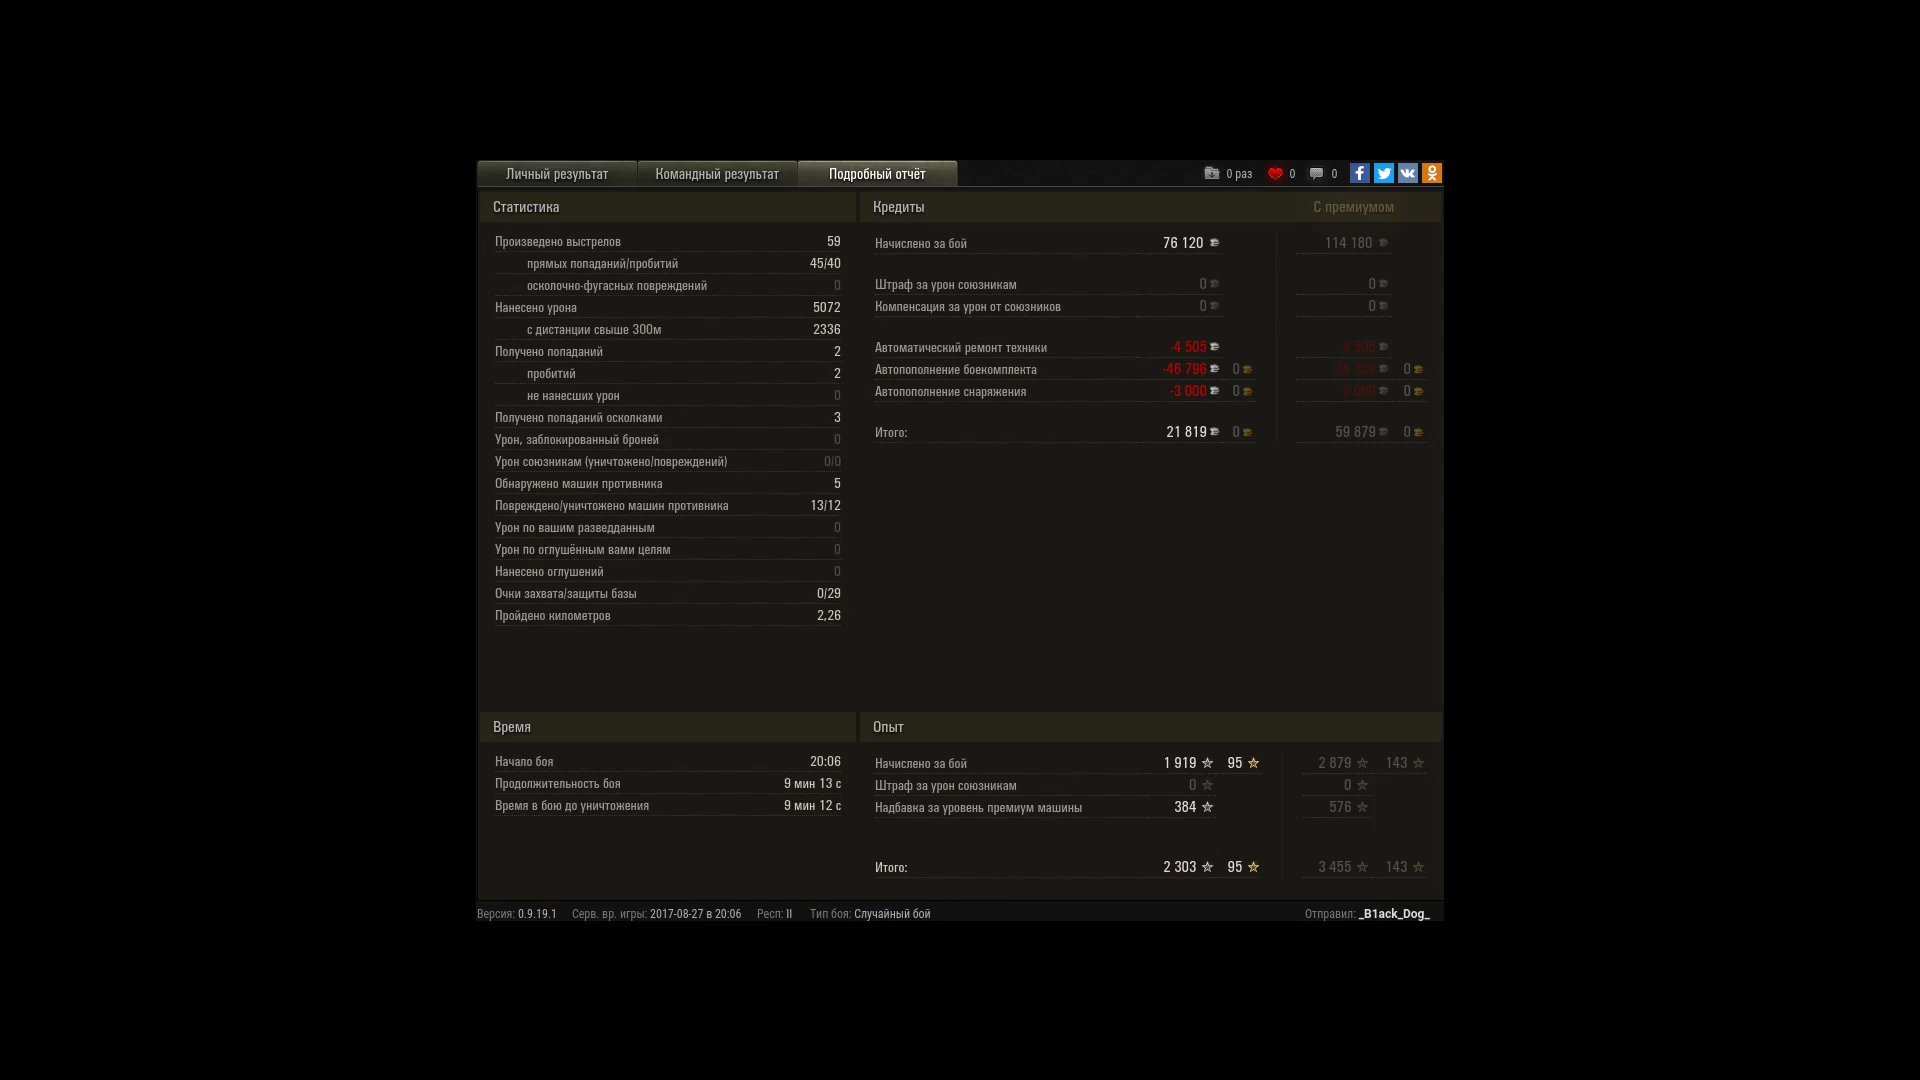 Личный результат Командный результат Подробный отчёт 0 раз 0 0
Статистика
Произведено выстрелов 59
прямых попаданий/пробитий 45/40
осколочно-фугасных повреждений 0
Нанесено урона 5072
с дистанции свыше 300м 2336
Получено попаданий 2
пробитий 2
не нанесших урон 0
Получено попаданий осколками 3
Урон, заблокированный броней 0
Урон союзникам (уничтожено/повреждений) 0/0
Обнаружено машин противника 5
Повреждено/уничтожено машин противника 13/12
Урон по вашим разведданным 0
Урон по оглушённым вами целям 0
Нанесено оглушений 0
Очки захвата/защиты базы 0/29
Пройдено километров 2,26
Кредиты С премиумом
Начислено за бой 76 120 114 180
Штраф за урон союзникам 0 0
Компенсация за урон от союзников 0 0
Автоматический ремонт техники -4 505 -4 505
Автопополнение боекомплекта -46 796 0 -46 796 0
Автопополнение снаряжения -3 000 0 -3 000 0
Итого: 21 819 0 59 879 0
Время
Начало боя 20:06
Продолжительность боя 9 мин 13 с
Время в бою до уничтожения 9 мин 12 с
Опыт
Начислено за бой 1 919 95 2 879 143
Штраф за урон союзникам 0 0
Надбавка за уровень премиум машины 384 576
Итого: 2 303 95 3 455 143
Версия: 0.9.19.1 Серв. вр. игры: 2017-08-27 в 20:06 Респ: II Тип боя: Случайный бой Отправил: _B1ack_Dog_